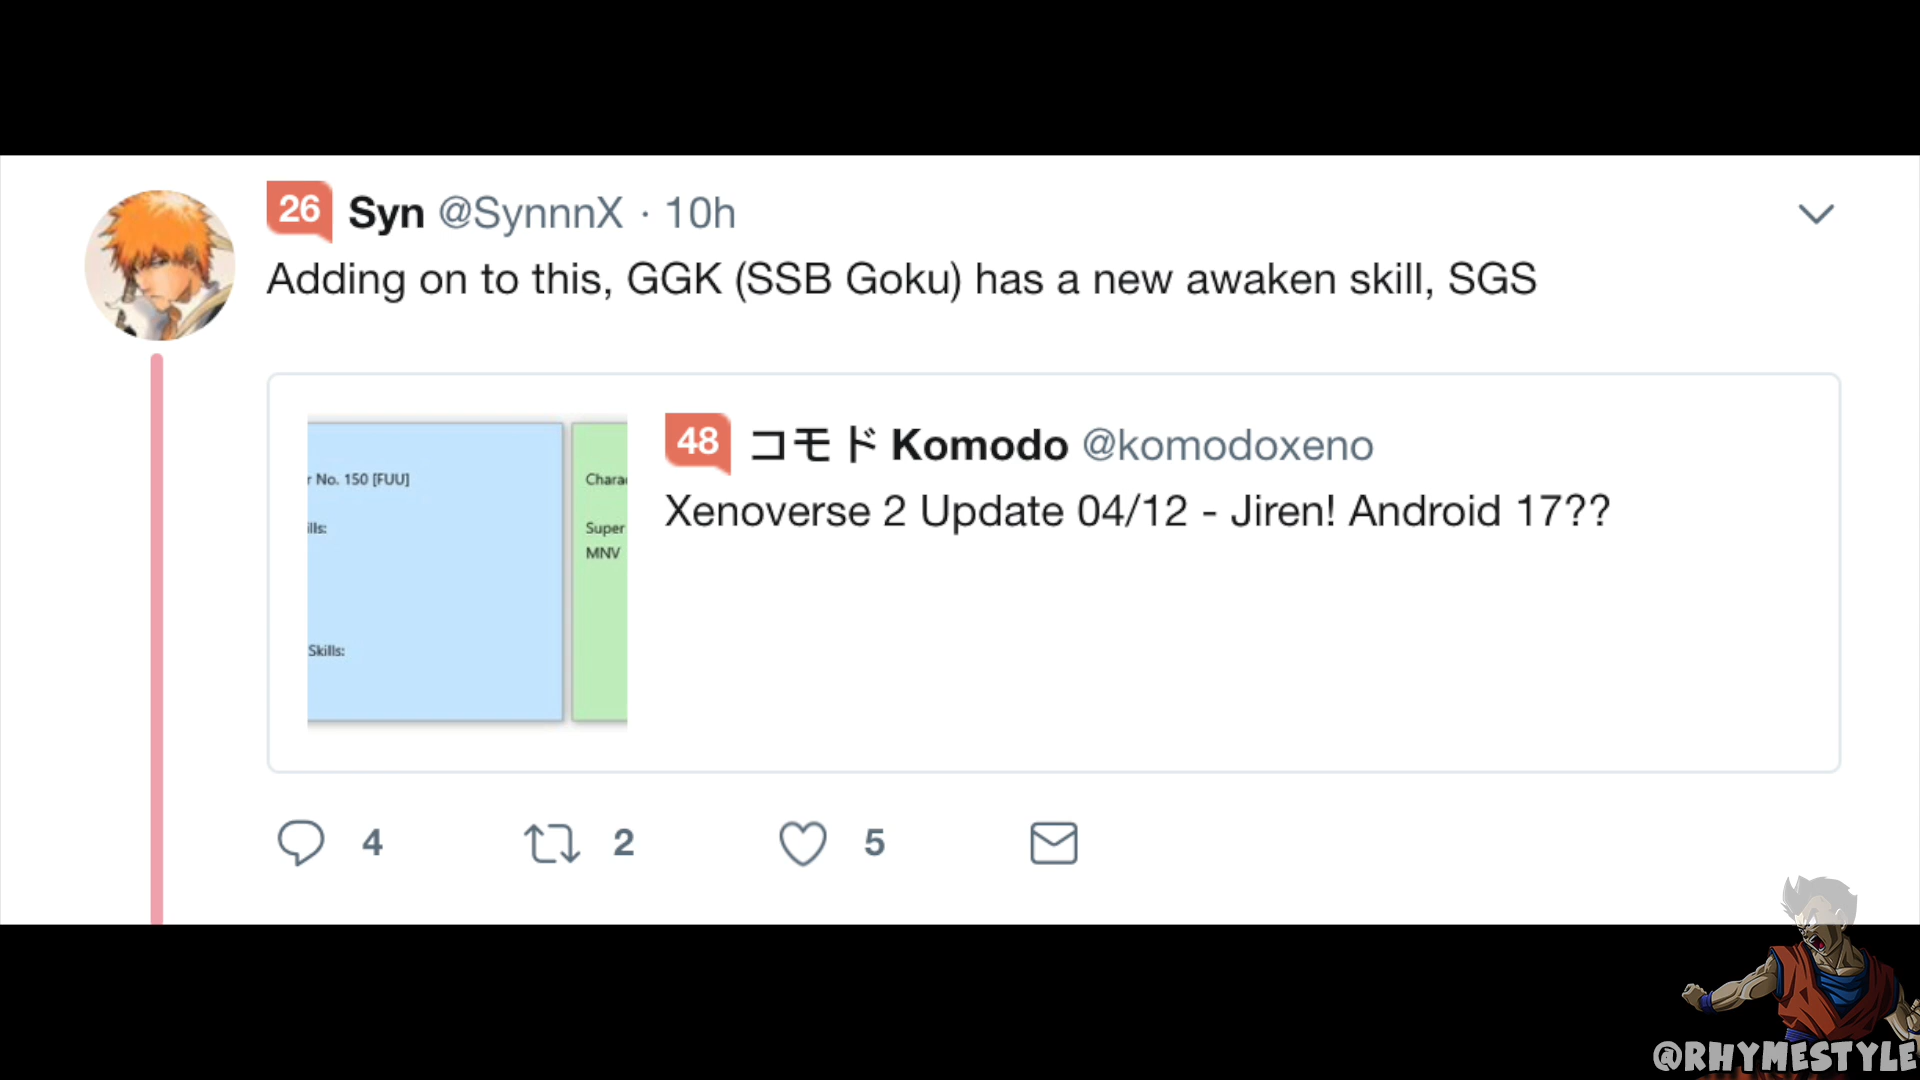 26 Syn @SynnnX · 10h
Adding on to this, GGK (SSB Goku) has a new awaken skill, SGS
r No. 150 [FUU]
ills:
Skills:
Chara
Super
MNV
48 コモド Komodo @komodoxeno
Xenoverse 2 Update 04/12 - Jiren! Android 17??
4 2 5
@RHYMESTYLE